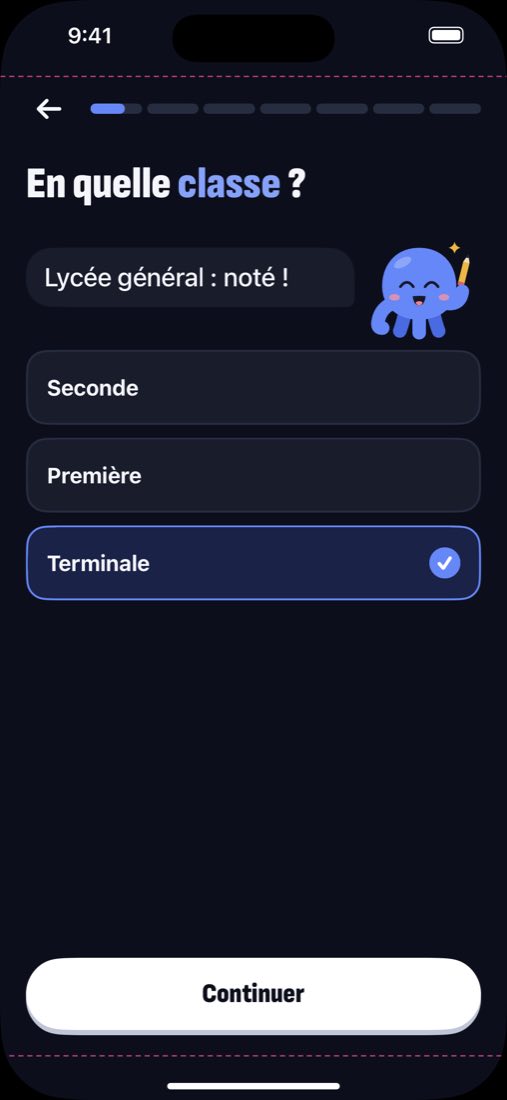 9:41
En quelle classe ?
Lycée général : noté !
Seconde
Première
Terminale
Continuer